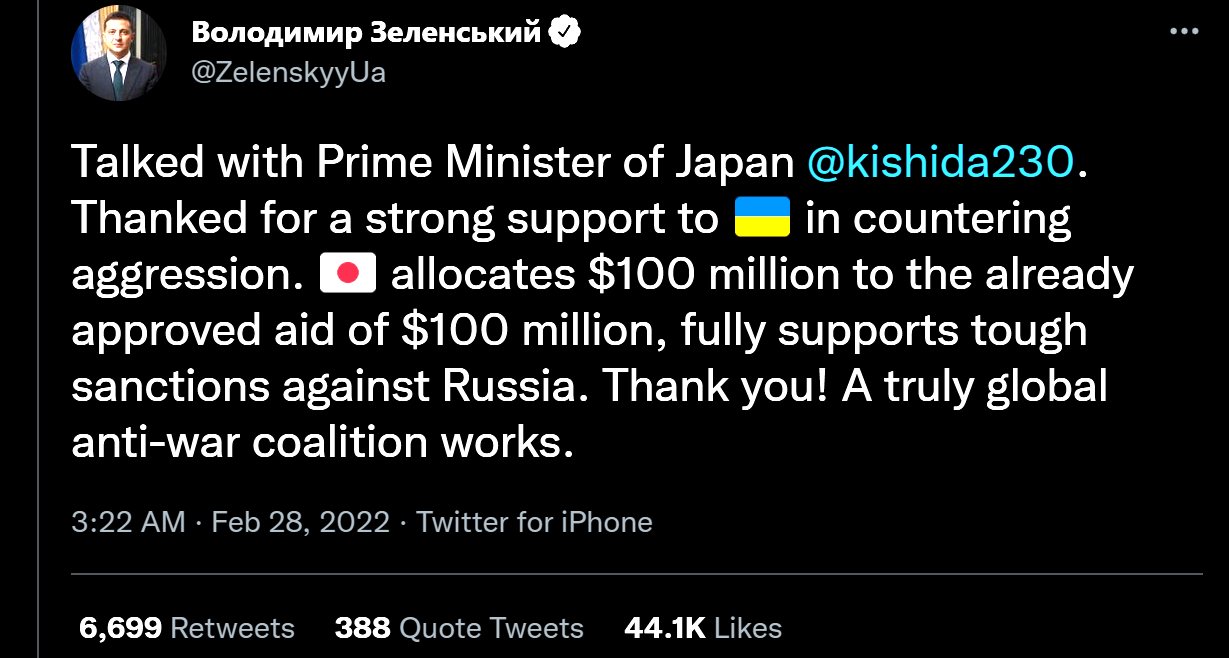 Володимир Зеленський
@ZelenskyyUa
Talked with Prime Minister of Japan @kishida230.
Thanked for a strong support to 🇺🇦 in countering
aggression. 🇯🇵 allocates $100 million to the already
approved aid of $100 million, fully supports tough
sanctions against Russia. Thank you! A truly global
anti-war coalition works.
3:22 AM · Feb 28, 2022 · Twitter for iPhone
6,699 Retweets 388 Quote Tweets 44.1K Likes